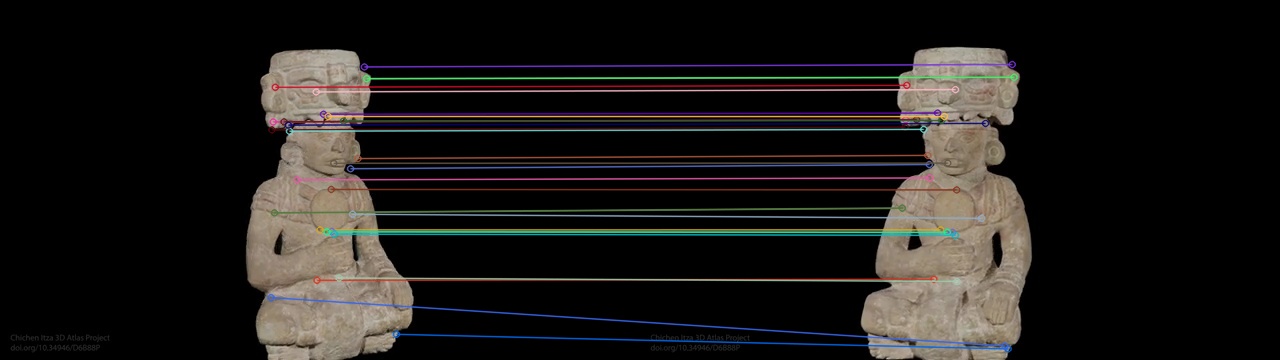 Chichen Itza 3D Atlas Project
doi.org/10.34946/D6B88P
Chichen Itza 3D Atlas Project
doi.org/10.34946/D6B88P